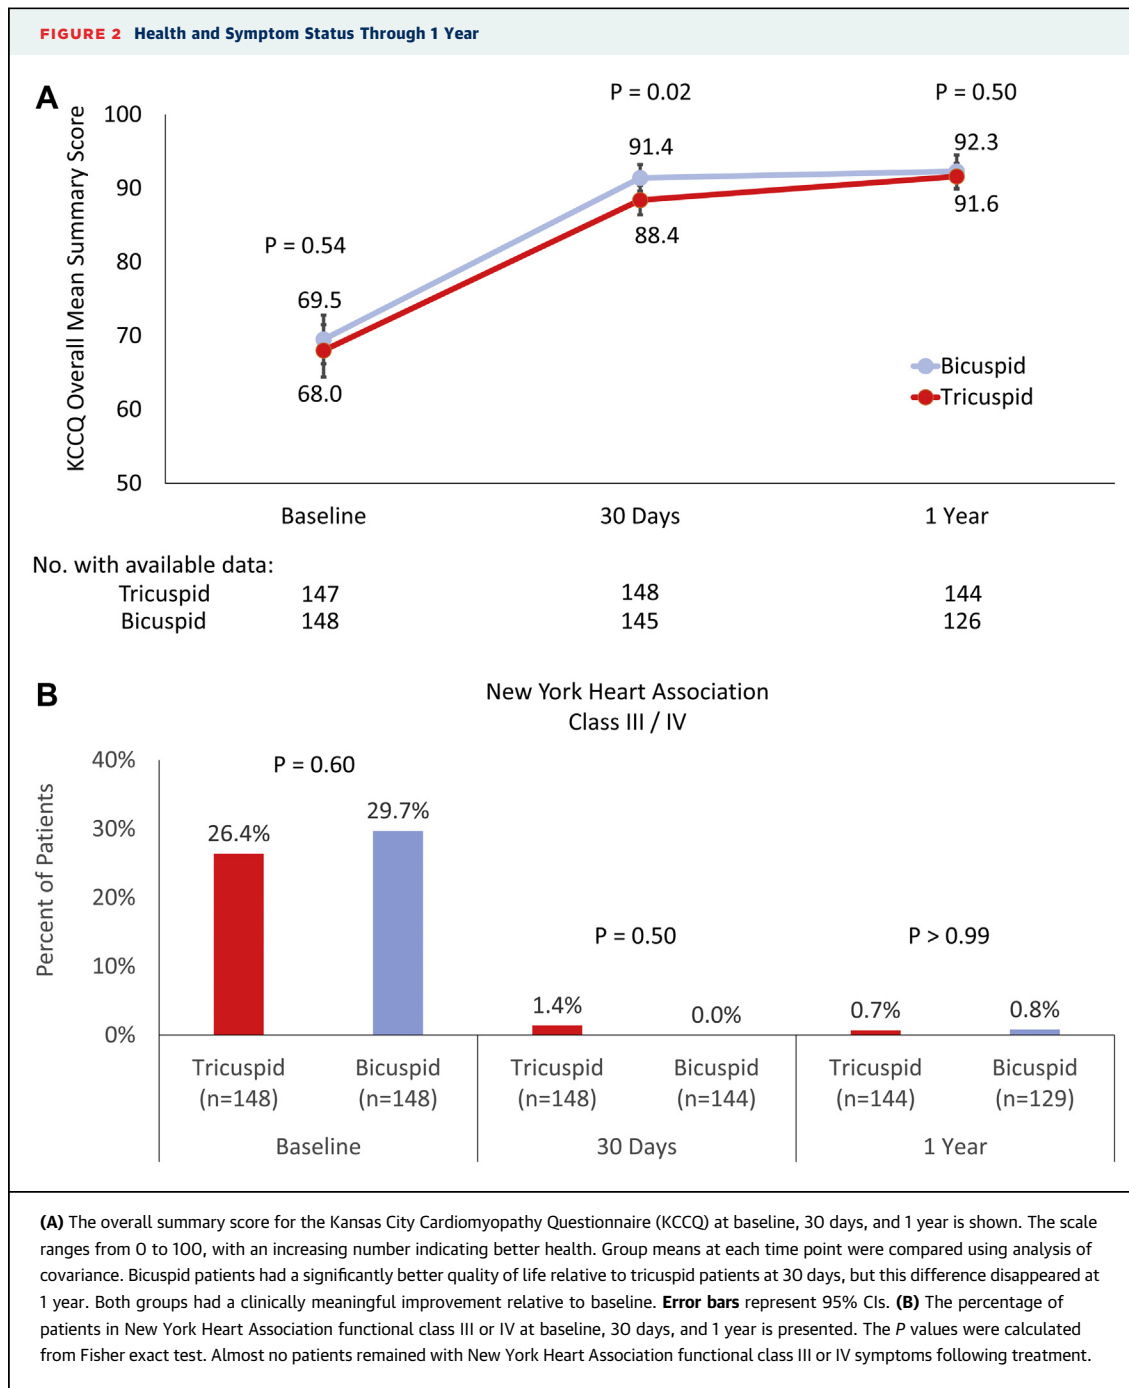 FIGURE 2 Health and Symptom Status Through 1 Year
A
KCCQ Overall Mean Summary Score
100
90
80
70
60
50
P = 0.54
P = 0.02
P = 0.50
69.5
68.0
91.4
88.4
92.3
91.6
Bicuspid
Tricuspid
Baseline 30 Days 1 Year
No. with available data:
Tricuspid 147 148 144
Bicuspid 148 145 126
B
New York Heart Association
Class III / IV
Percent of Patients
40%
30%
20%
10%
0%
P = 0.60
26.4%
29.7%
P = 0.50
1.4%
0.0%
P > 0.99
0.7%
0.8%
Tricuspid Bicuspid Tricuspid Bicuspid Tricuspid Bicuspid
(n=148) (n=148) (n=148) (n=144) (n=144) (n=129)
Baseline 30 Days 1 Year
(A) The overall summary score for the Kansas City Cardiomyopathy Questionnaire (KCCQ) at baseline, 30 days, and 1 year is shown. The scale
ranges from 0 to 100, with an increasing number indicating better health. Group means at each time point were compared using analysis of
covariance. Bicuspid patients had a significantly better quality of life relative to tricuspid patients at 30 days, but this difference disappeared at
1 year. Both groups had a clinically meaningful improvement relative to baseline. Error bars represent 95% CIs. (B) The percentage of
patients in New York Heart Association functional class III or IV at baseline, 30 days, and 1 year is presented. The P values were calculated
from Fisher exact test. Almost no patients remained with New York Heart Association functional class III or IV symptoms following treatment.